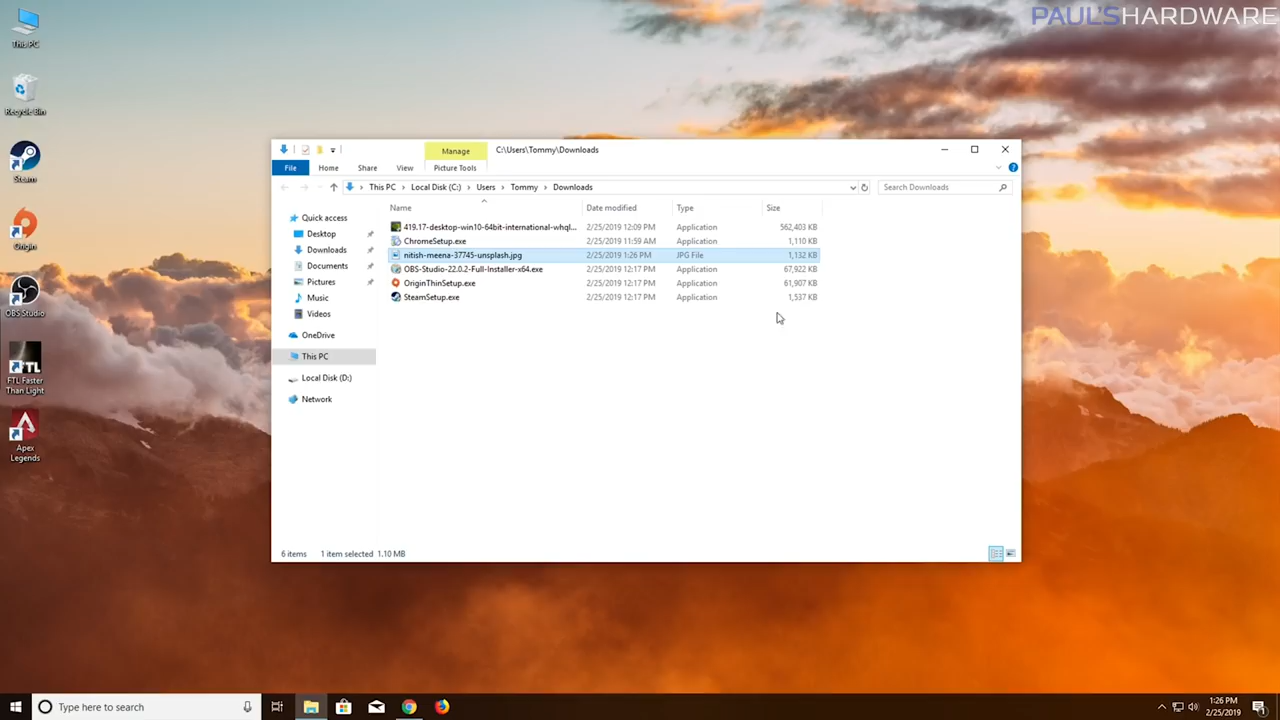 PAUL'SHARDWARE
This PC
Recycle Bin
Steam
Origin
OBS Studio
FTL Faster
Than Light
Apex
Legends
Manage
C:\Users\Tommy\Downloads
File
Home
Share
View
Picture Tools
This PC
Local Disk (C:)
Users
Tommy
Downloads
Search Downloads
Quick access
Desktop
Downloads
Documents
Pictures
Music
Videos
OneDrive
This PC
Local Disk (D:)
Network
Name Date modified Type Size
419.17-desktop-win10-64bit-international-whql... 2/25/2019 12:09 PM Application 562,403 KB
ChromeSetup.exe 2/25/2019 11:59 AM Application 1,110 KB
nitish-meena-37745-unsplash.jpg 2/25/2019 1:26 PM JPG File 1,132 KB
OBS-Studio-22.0.2-Full-Installer-x64.exe 2/25/2019 12:17 PM Application 67,922 KB
OriginThinSetup.exe 2/25/2019 12:17 PM Application 61,907 KB
SteamSetup.exe 2/25/2019 12:17 PM Application 1,537 KB
6 items 1 item selected 1.10 MB
Type here to search
1:26 PM
2/25/2019
1